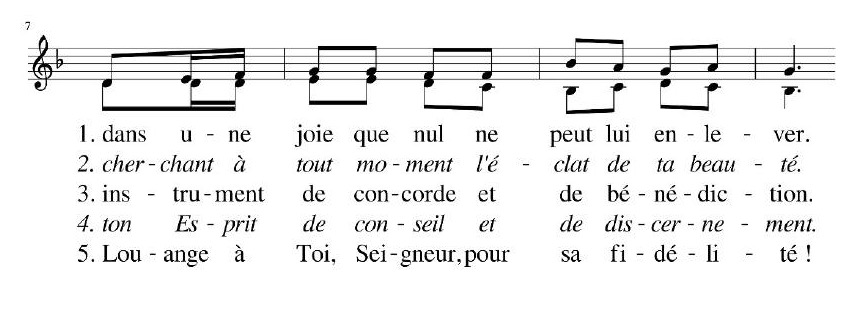 7
1. dans u - ne joie que nul ne peut lui en - le - ver.
2. cher - chant à tout mo - ment l'é - clat de ta beau - té.
3. ins - tru - ment de con - corde et de bé - né - dic - tion.
4. ton Es - prit de con - seil et de dis - cer - ne - ment.
5. Lou - ange à Toi, Sei - gneur, pour sa fi - dé - li - té !